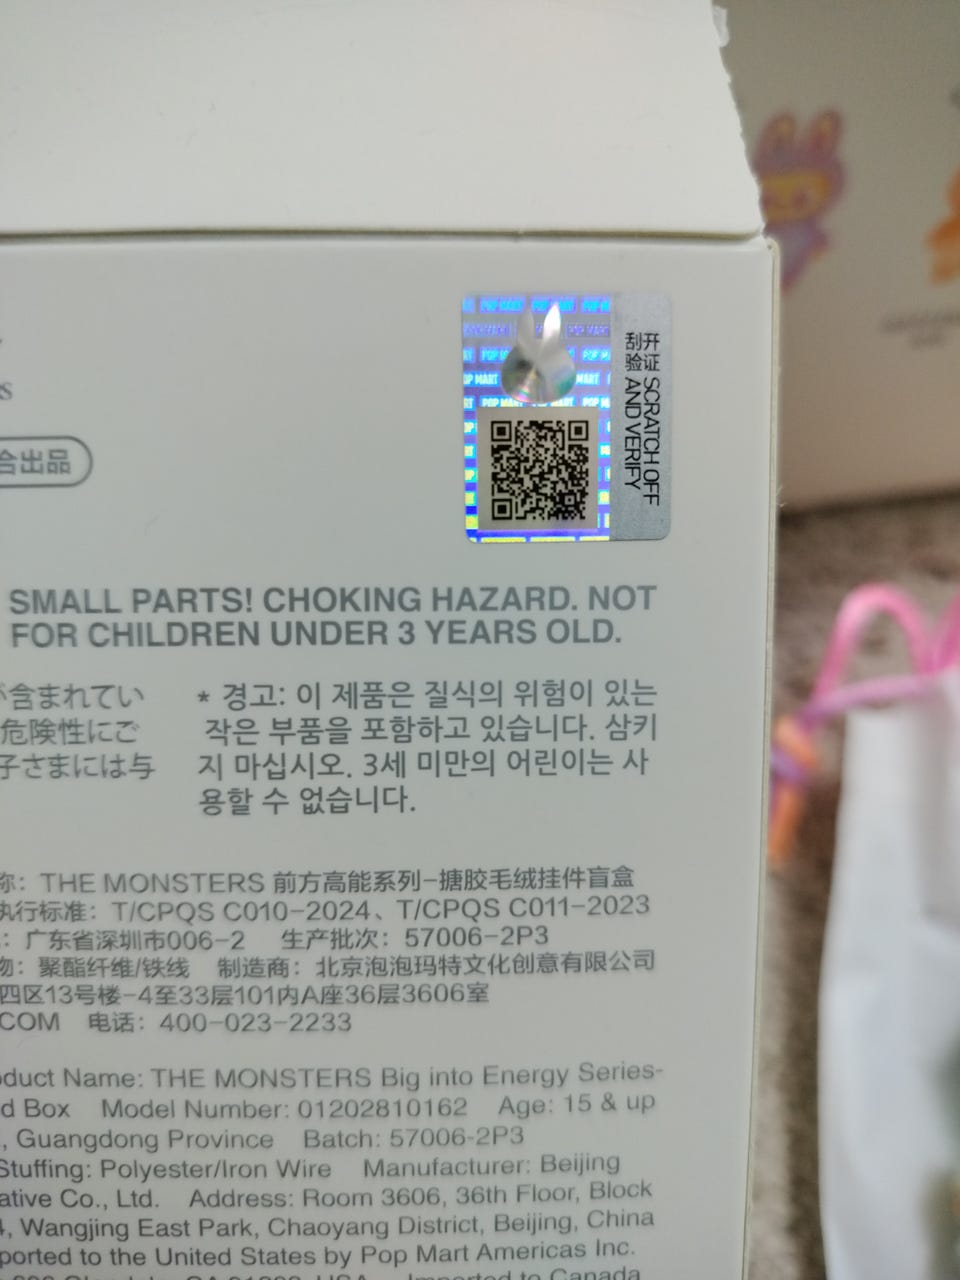 合出品
POP MART
开 证 SCRATCH OFF
刮 验 AND VERIFY
SMALL PARTS! CHOKING HAZARD. NOT
FOR CHILDREN UNDER 3 YEARS OLD.
が含まれてい
危険性にご
子さまには与
* 경고: 이 제품은 질식의 위험이 있는
작은 부품을 포함하고 있습니다. 삼키
지 마십시오. 3세 미만의 어린이는 사
용할 수 없습니다.
称: THE MONSTERS 前方高能系列-搪胶毛绒挂件盲盒
执行标准: T/CPQS C010-2024、T/CPQS C011-2023
: 广东省深圳市006-2 生产批次: 57006-2P3
物: 聚酯纤维/铁线 制造商: 北京泡泡玛特文化创意有限公司
四区13号楼-4至33层101内A座36层3606室
COM 电话: 400-023-2233
duct Name: THE MONSTERS Big into Energy Series-
d Box Model Number: 01202810162 Age: 15 & up
, Guangdong Province Batch: 57006-2P3
Stuffing: Polyester/Iron Wire Manufacturer: Beijing
ative Co., Ltd. Address: Room 3606, 36th Floor, Block
4, Wangjing East Park, Chaoyang District, Beijing, China
ported to the United States by Pop Mart Americas Inc.
Imported to Canada